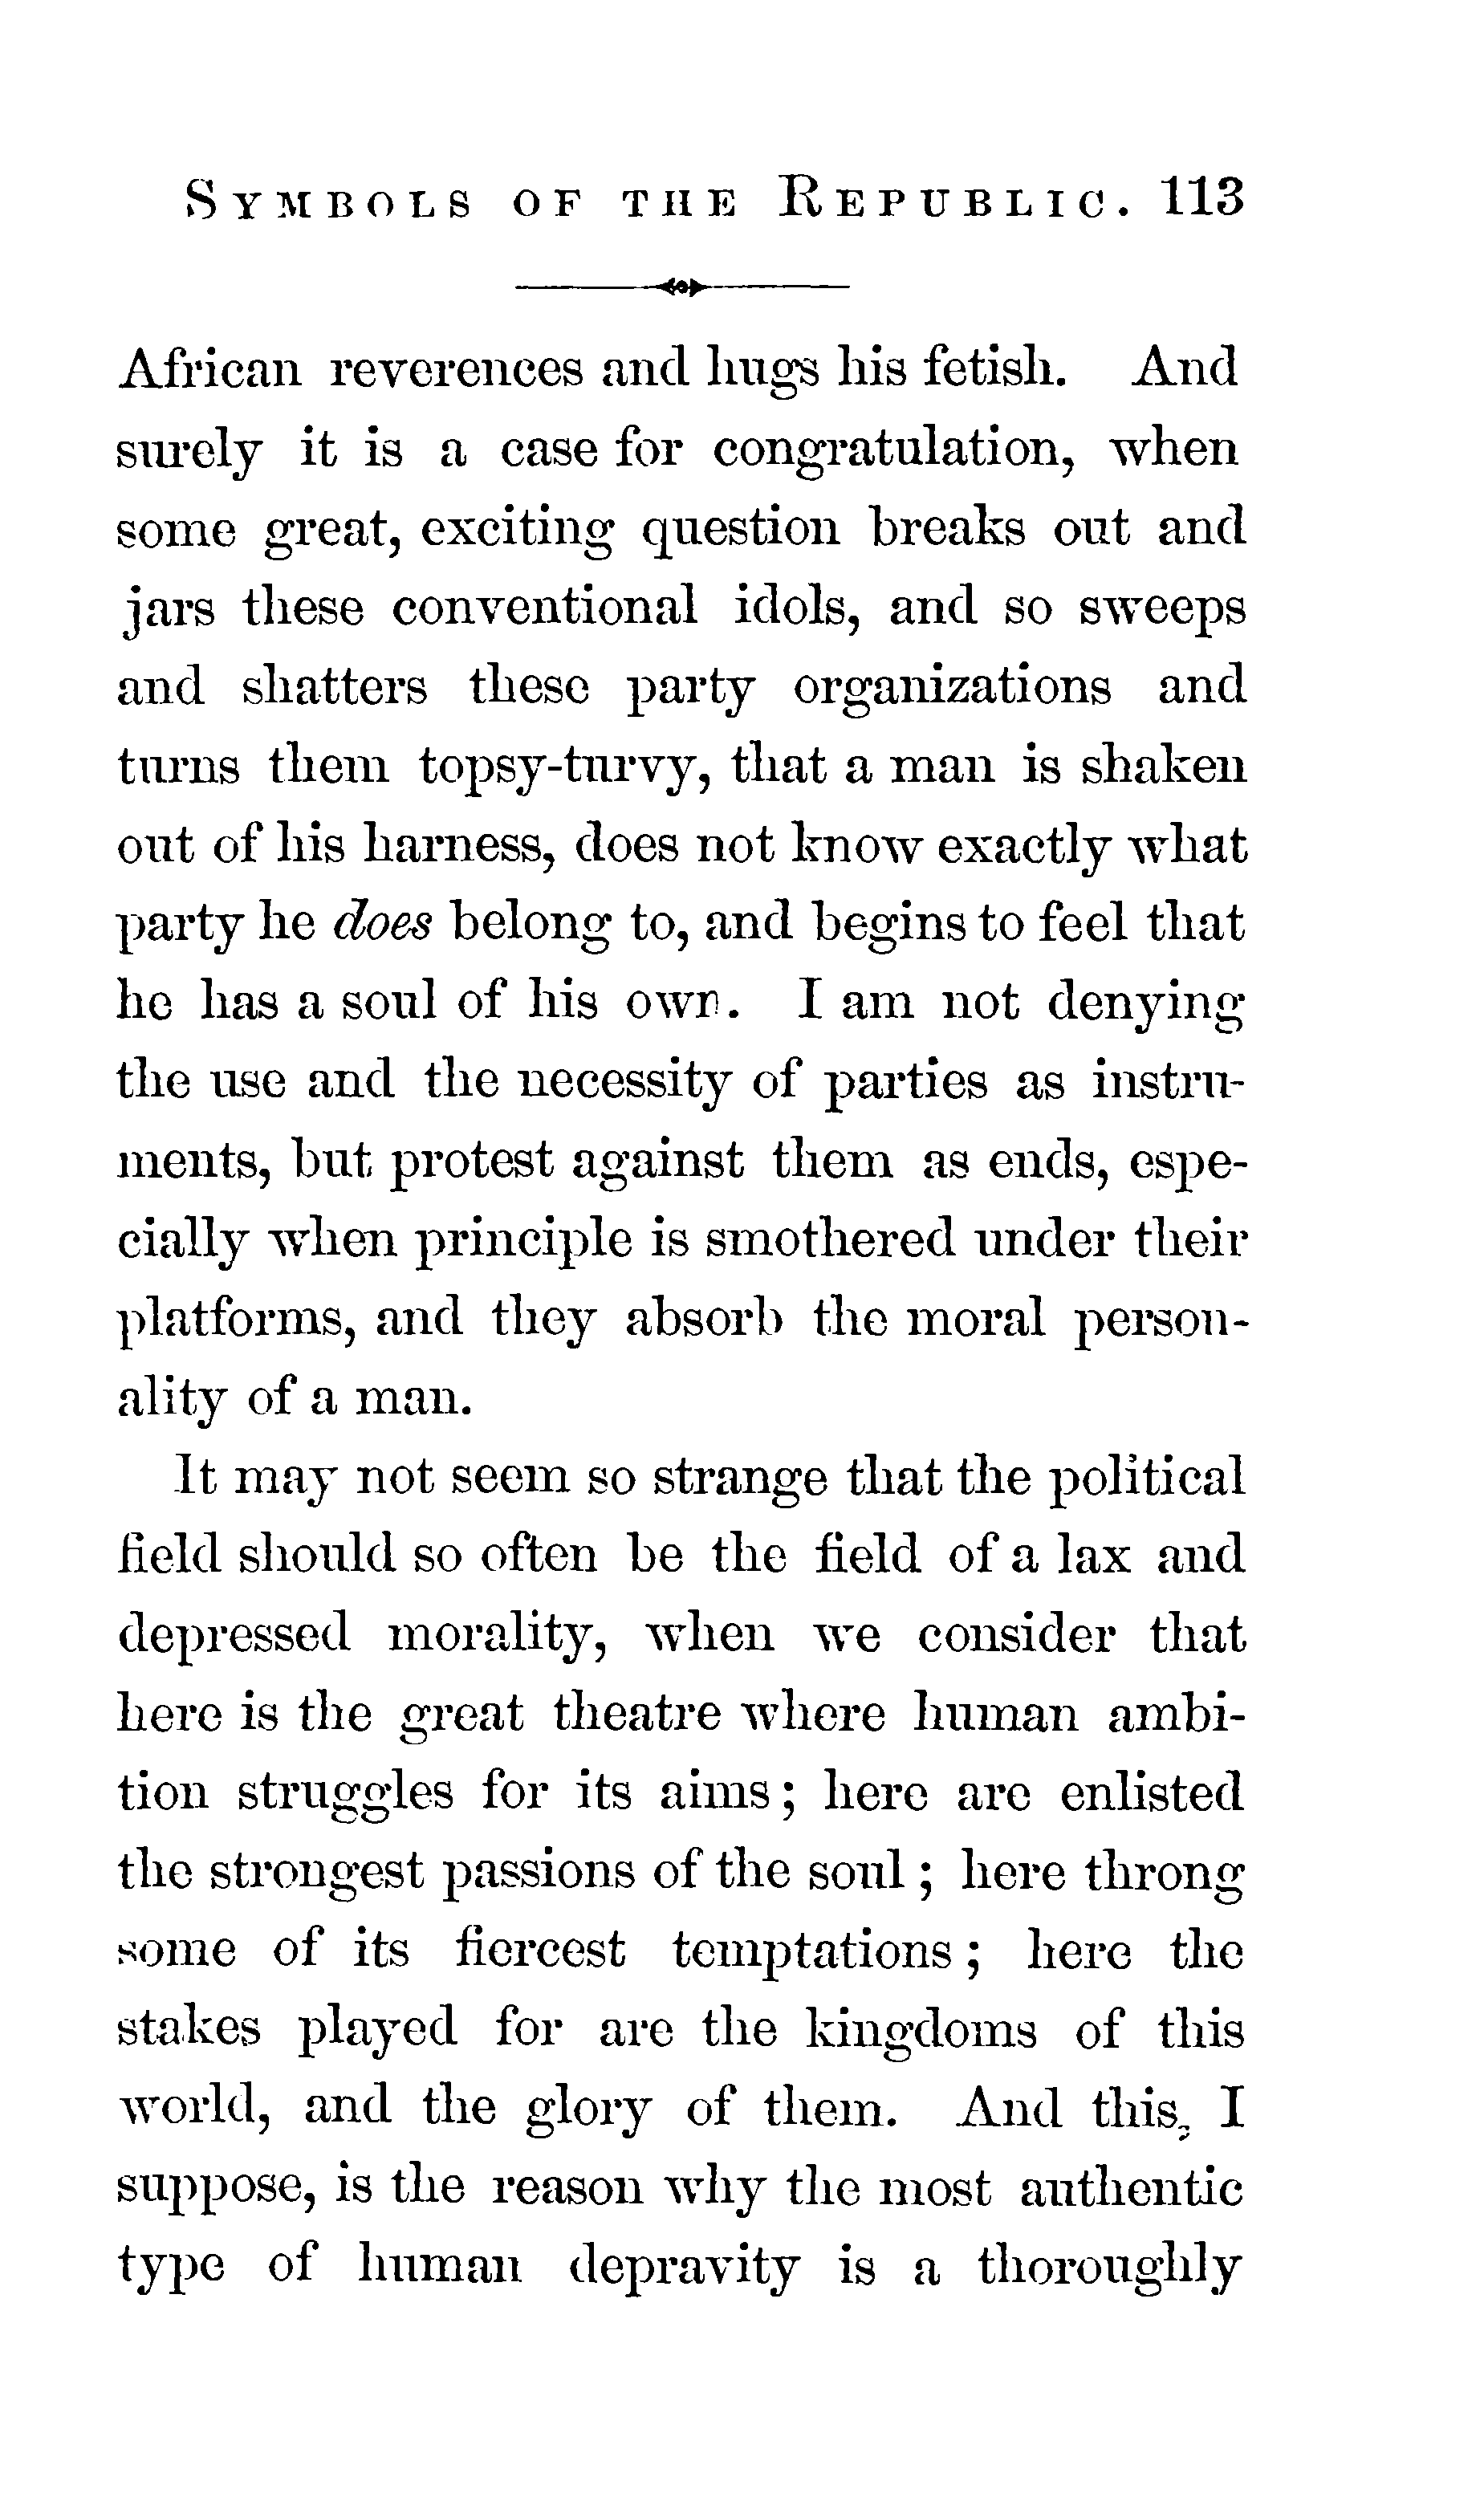 SYMBOLS OF THE REPUBLIC. 113
African reverences and hugs his fetish. And
surely it is a case for congratulation, when
some great, exciting question breaks out and
jars these conventional idols, and so sweeps
and shatters these party organizations and
turns them topsy-turvy, that a man is shaken
out of his harness, does not know exactly what
party he does belong to, and begins to feel that
he has a soul of his own. I am not denying
the use and the necessity of parties as instru-
ments, but protest against them as ends, espe-
cially when principle is smothered under their
platforms, and they absorb the moral person-
ality of a man.
It may not seem so strange that the political
field should so often be the field of a lax and
depressed morality, when we consider that
here is the great theatre where human ambi-
tion struggles for its aims; here are enlisted
the strongest passions of the soul; here throng
some of its fiercest temptations; here the
stakes played for are the kingdoms of this
world, and the glory of them. And this, I
suppose, is the reason why the most authentic
type of human depravity is a thoroughly